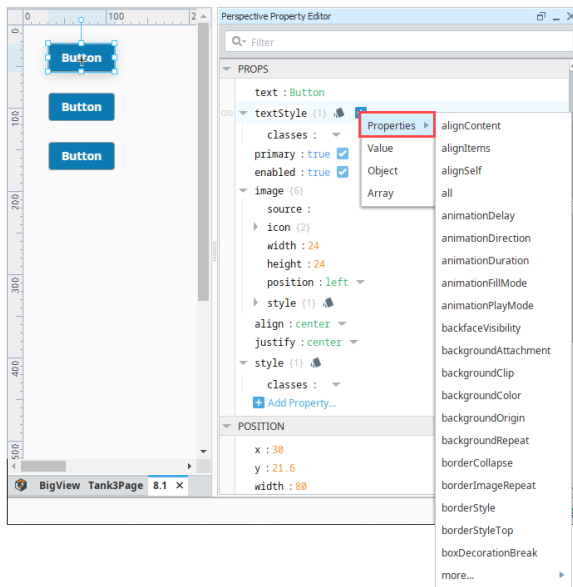 0 100 2
Button
Button
Button
0
100
200
300
400
500
BigView Tank3Page 8.1 ×
Perspective Property Editor
Filter
PROPS
text : Button
textStyle {1}
classes :
primary : true
enabled : true
image {6}
source :
icon {2}
width : 24
height : 24
position : left
style {1}
align : center
justify : center
style {1}
classes :
Add Property...
POSITION
x : 30
y : 21.6
width : 80
Properties
Value
Object
Array
alignContent
alignItems
alignSelf
all
animationDelay
animationDirection
animationDuration
animationFillMode
animationPlayMode
backfaceVisibility
backgroundAttachment
backgroundClip
backgroundColor
backgroundOrigin
backgroundRepeat
borderCollapse
borderImageRepeat
borderStyle
borderStyleTop
boxDecorationBreak
more...